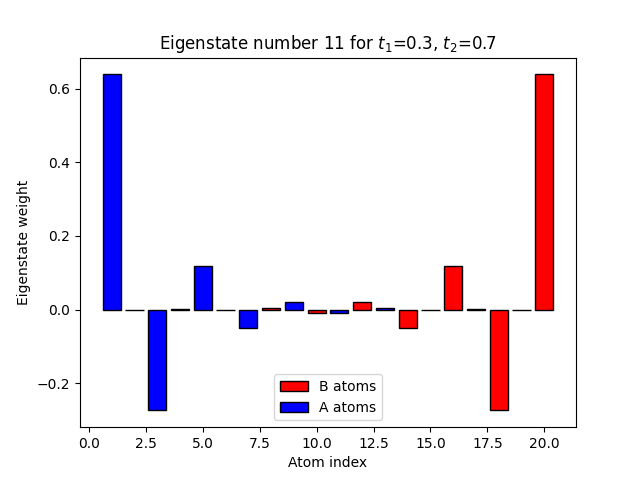 Eigenstate number 11 for t₁=0.3, t₂=0.7
Eigenstate weight
0.6
0.4
0.2
0.0
−0.2
B atoms
A atoms
0.0 2.5 5.0 7.5 10.0 12.5 15.0 17.5 20.0
Atom index